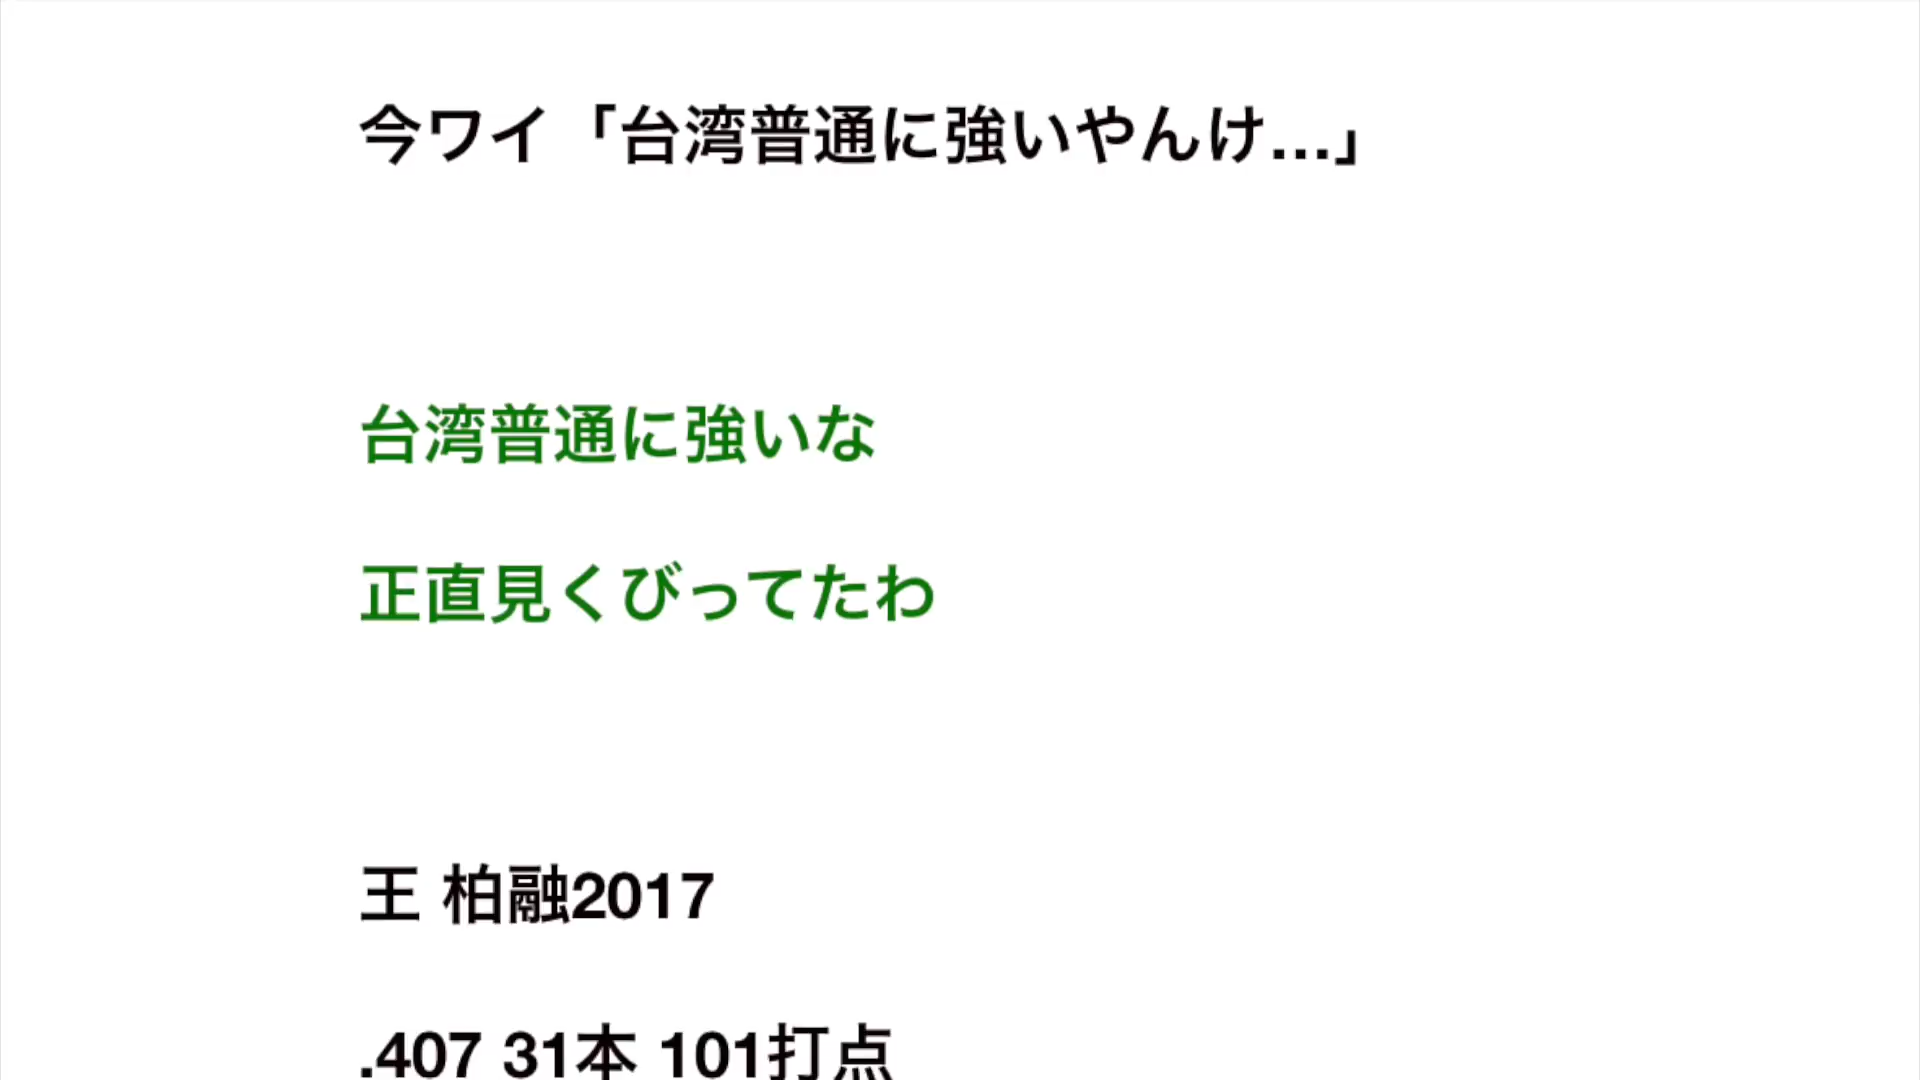 今ワイ「台湾普通に強いやんけ…」
台湾普通に強いな
正直見くびってたわ
王 柏融2017
.407 31本 101打点